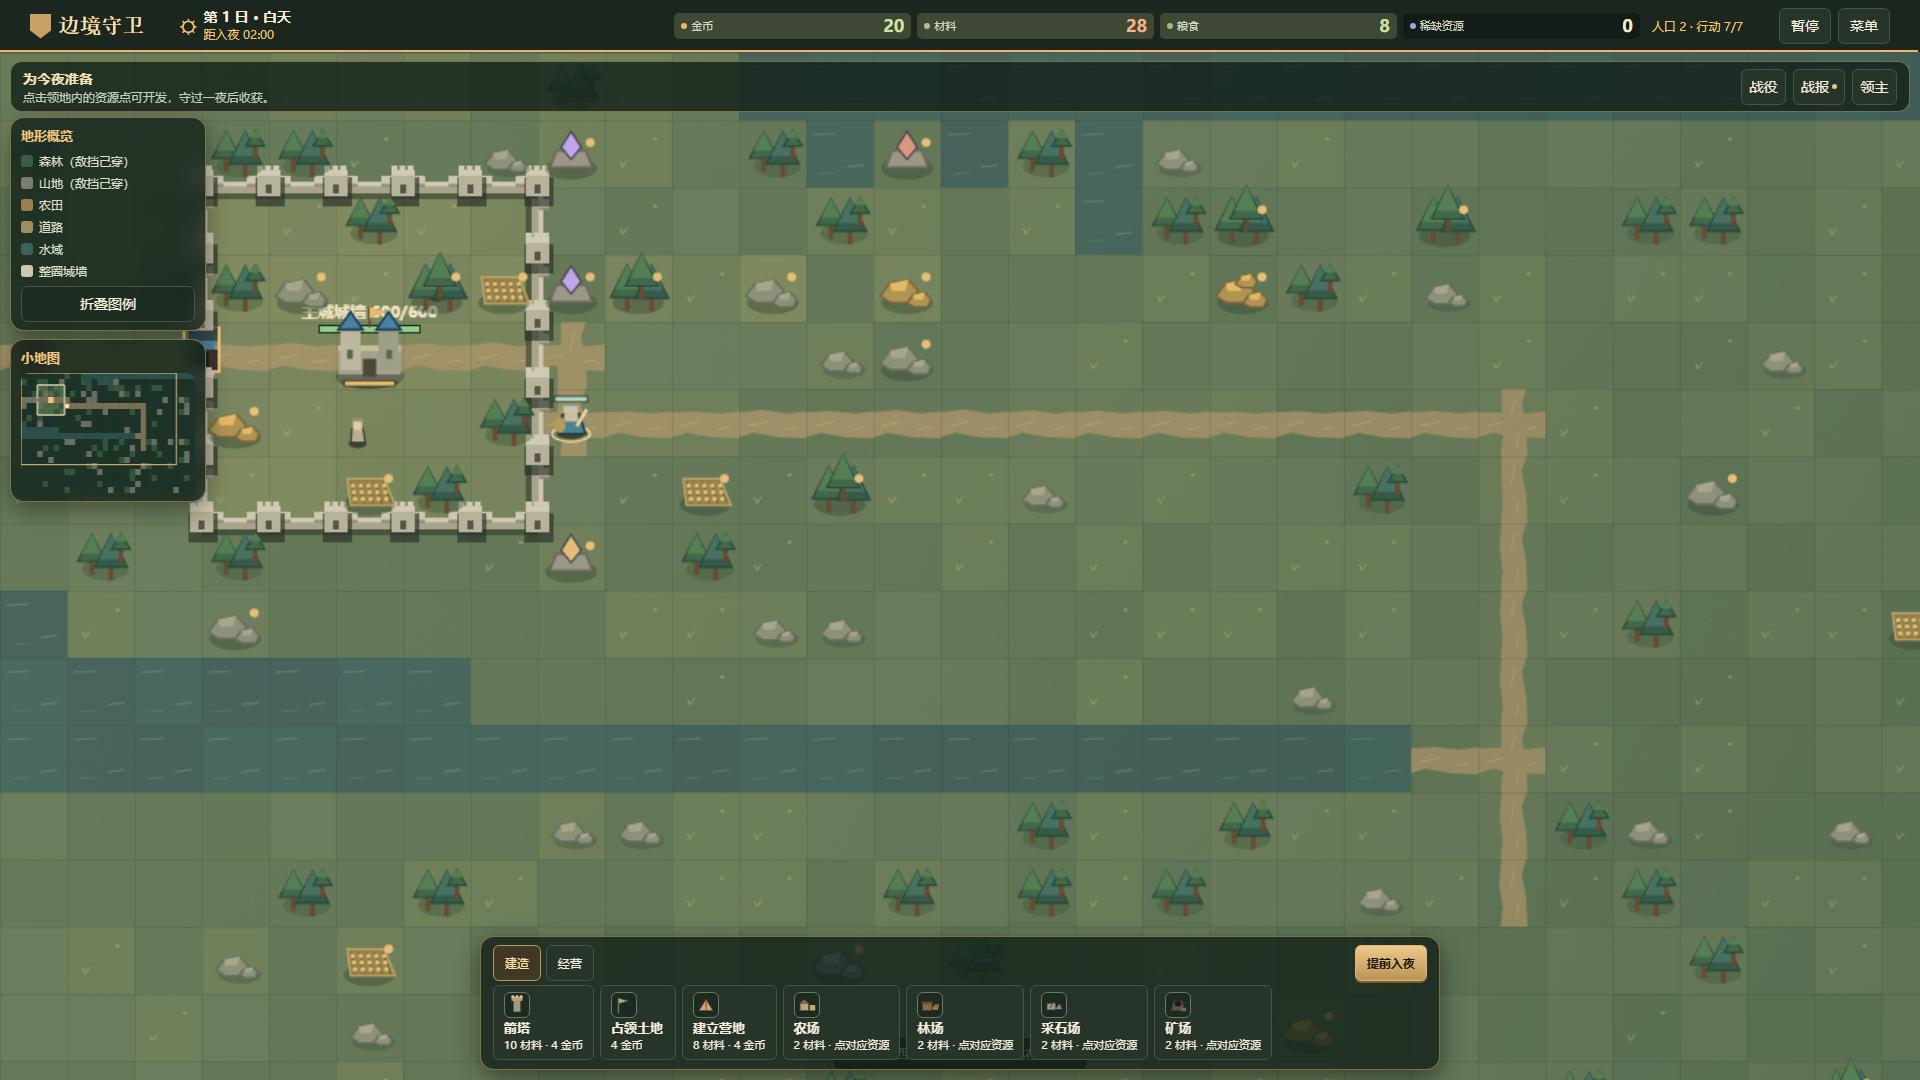 边境守卫
第 1 日 · 白天
距入夜 02:00
金币 20
材料 28
粮食 8
稀缺资源 0
人口 2 · 行动 7/7
暂停
菜单
为今夜准备
点击领地内的资源点可开发，守过一夜后收获。
战役
战报
领主
地形概览
森林（敌挡己穿）
山地（敌挡己穿）
农田
道路
水域
整圈城墙
折叠图例
主城城墙 600/600
小地图
建造
经营
提前入夜
箭塔
10 材料 · 4 金币
占领土地
4 金币
建立营地
8 材料 · 4 金币
农场
2 材料 · 点对应资源
林场
2 材料 · 点对应资源
采石场
2 材料 · 点对应资源
矿场
2 材料 · 点对应资源